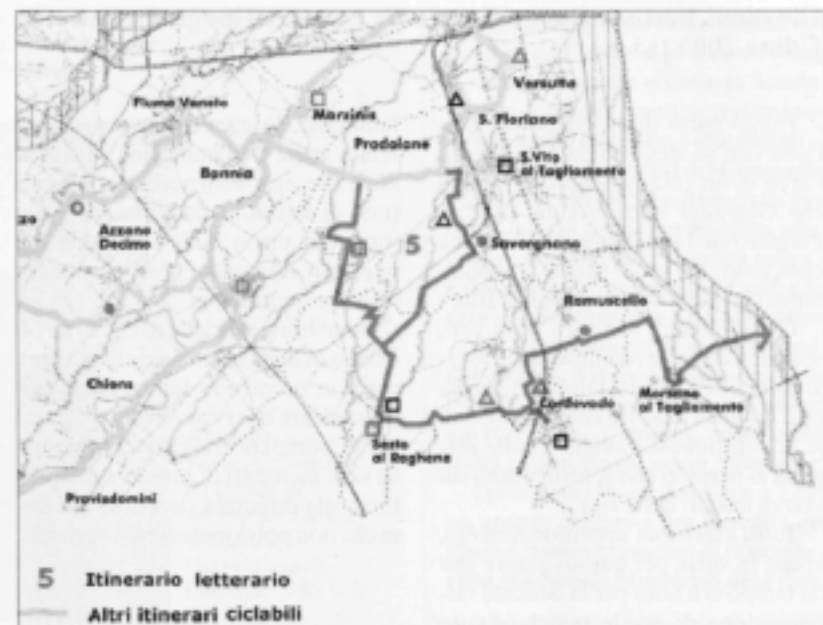 Fiume Veneto
Marsinis
Versutta
S. Floriano
Prodolone
S. Vito
al Tagliamento
Bannia
Azzano
Decimo
5
Savorgnano
Ramuscello
Chions
Morsano
al Tagliamento
Cordovado
Sesto
al Reghena
Pravisdomini
5 Itinerario letterario
Altri itinerari ciclabili